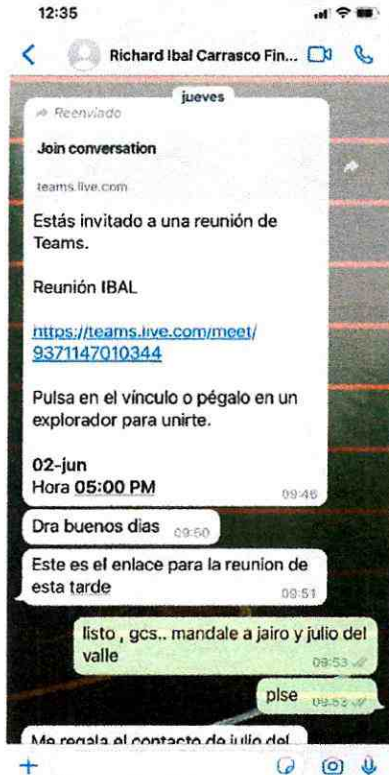 12:35
Richard Ibal Carrasco Fin...
jueves
Reenviado
Join conversation
teams.live.com
Estás invitado a una reunión de
Teams.
Reunión IBAL
https://teams.live.com/meet/
9371147010344
Pulsa en el vínculo o pégalo en un
explorador para unirte.
02-jun
Hora 05:00 PM
09:46
Dra buenos dias 09:50
Este es el enlace para la reunion de
esta tarde
09:51
listo , gcs.. mandale a jairo y julio del
valle
09:53
plse 09:53
Me regala el contacto de julio del